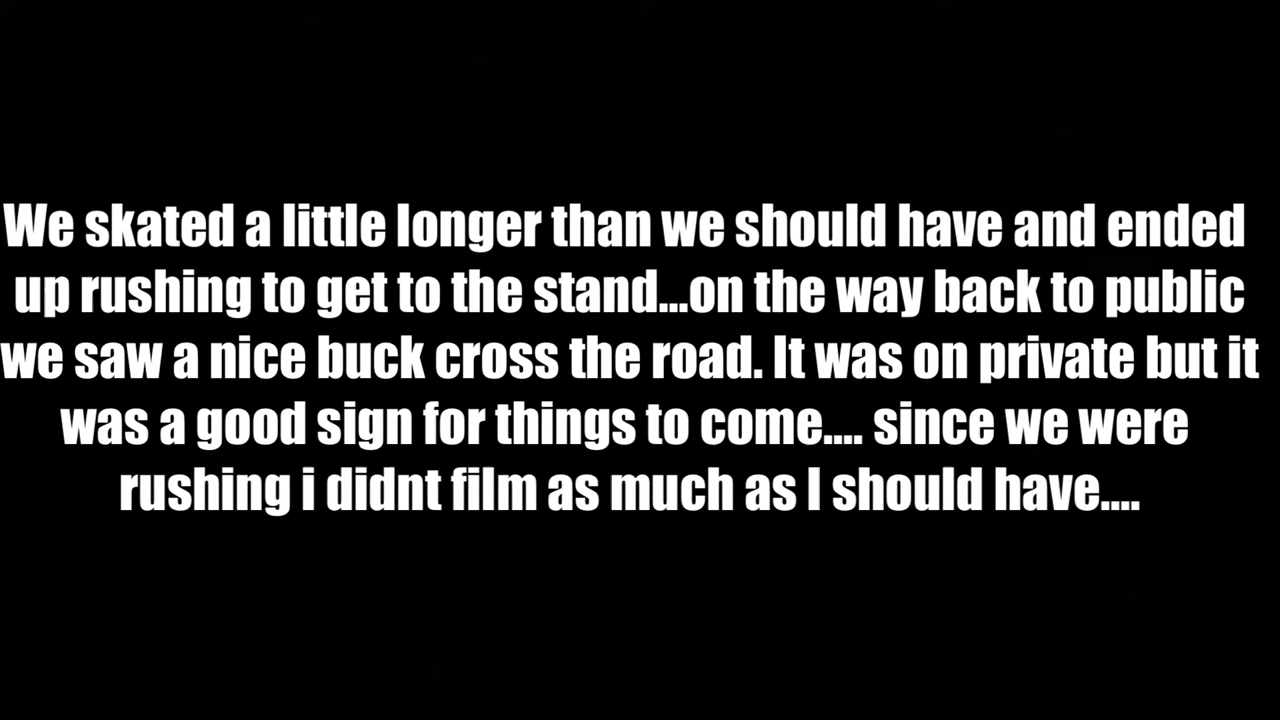 We skated a little longer than we should have and ended
up rushing to get to the stand...on the way back to public
we saw a nice buck cross the road. It was on private but it
was a good sign for things to come.... since we were
rushing i didnt film as much as I should have....